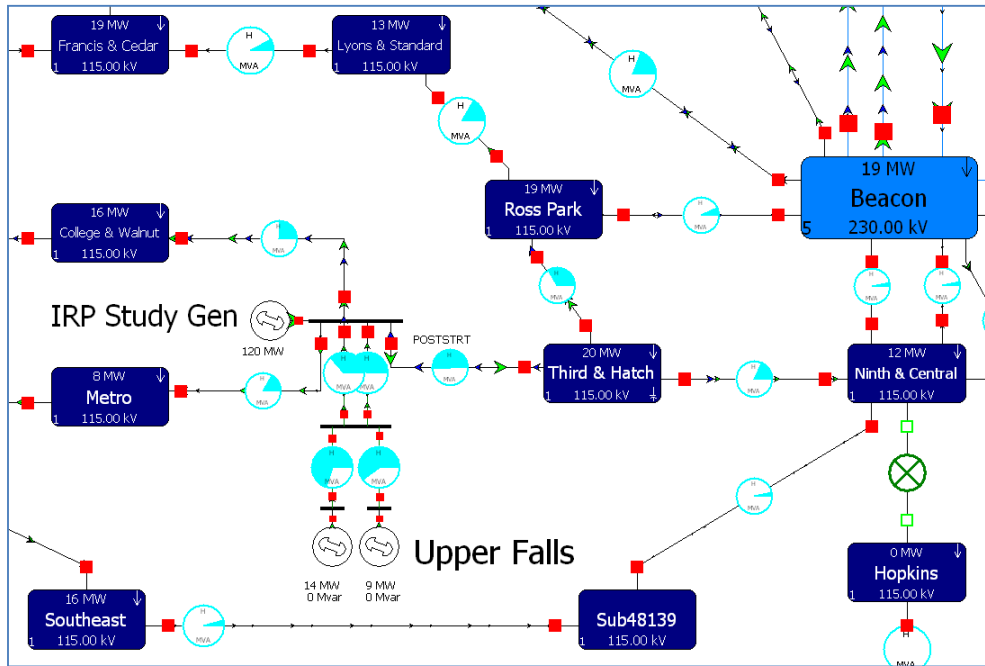 19 MW
Francis & Cedar
1 115.00 kV
H
MVA
13 MW
Lyons & Standard
1 115.00 kV
H
MVA
H
MVA
19 MW
Ross Park
1 115.00 kV
H
MVA
19 MW
Beacon
5 230.00 kV
16 MW
College & Walnut
1 115.00 kV
H
MVA
H
MVA
H
MVA
H
MVA
IRP Study Gen
120 MW
POSTSTRT
H
MVA
H
MVA
H
MVA
20 MW
Third & Hatch
1 115.00 kV
H
MVA
12 MW
Ninth & Central
1 115.00 kV
8 MW
Metro
1 115.00 kV
H
MVA
H
MVA
H
MVA
H
MVA
Upper Falls
14 MW
0 Mvar
9 MW
0 Mvar
0 MW
Hopkins
1 115.00 kV
16 MW
Southeast
1 115.00 kV
H
MVA
Sub48139
1 115.00 kV
H
MVA